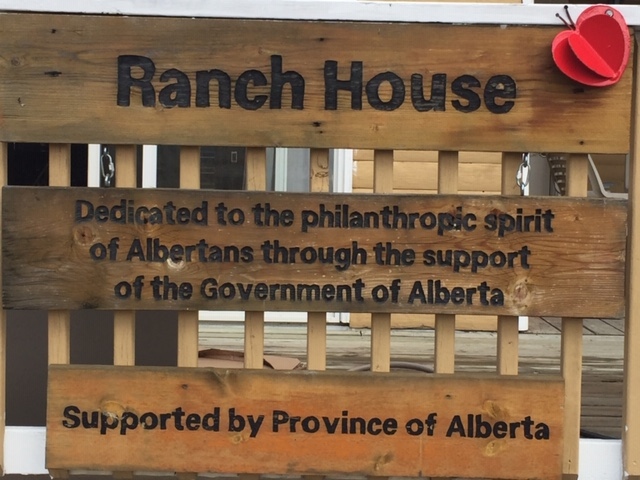 Ranch House
Dedicated to the philanthropic spirit
of Albertans through the support
of the Government of Alberta
Supported by Province of Alberta